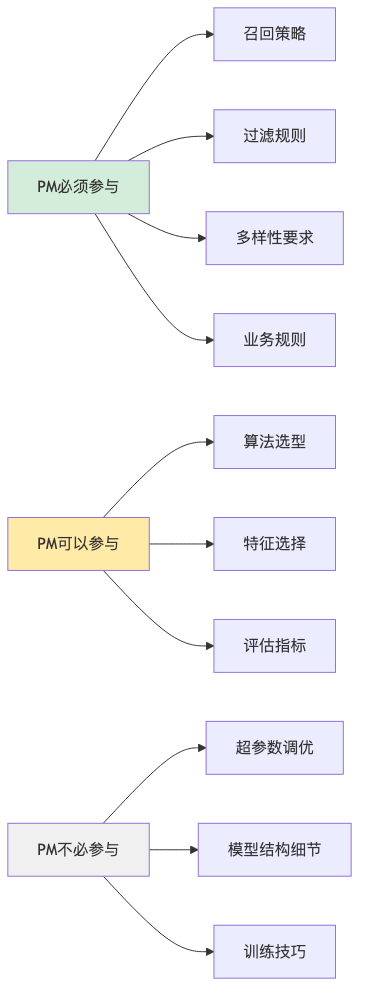 PM必须参与
召回策略
过滤规则
多样性要求
业务规则
PM可以参与
算法选型
特征选择
评估指标
PM不必参与
超参数调优
模型结构细节
训练技巧